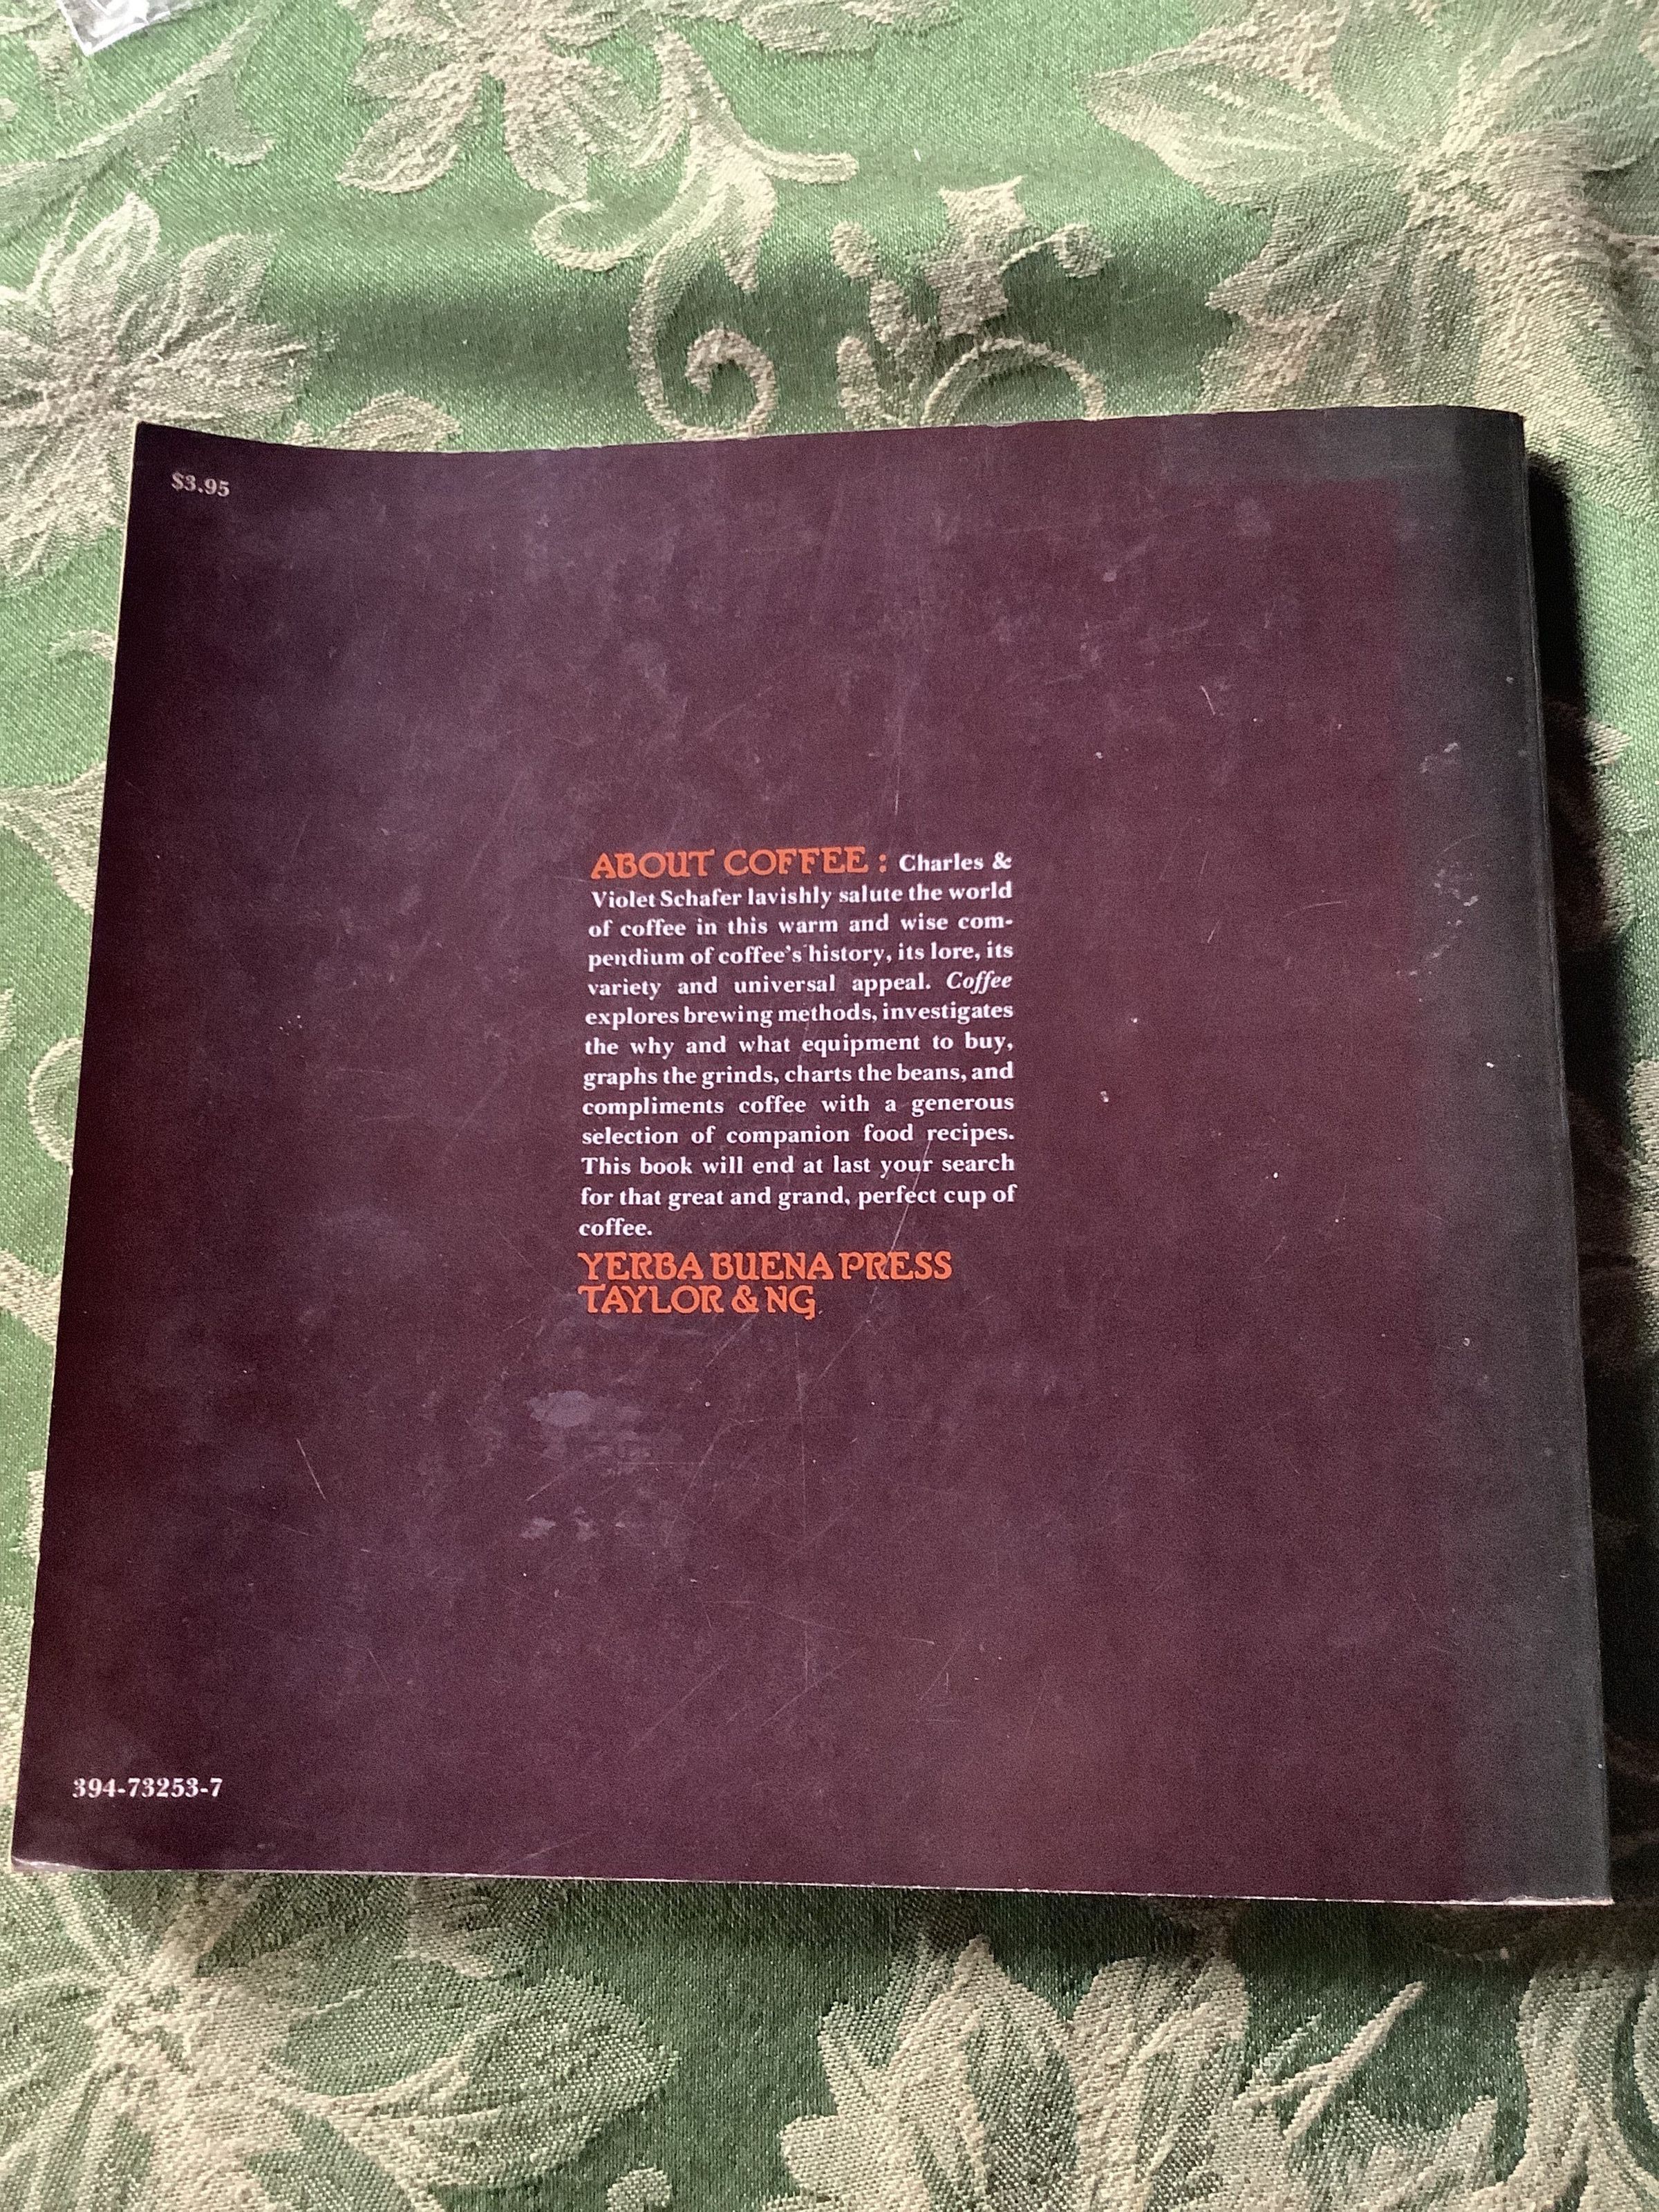 $3.95
ABOUT COFFEE : Charles &
Violet Schafer lavishly salute the world
of coffee in this warm and wise com-
pendium of coffee's history, its lore, its
variety and universal appeal. Coffee
explores brewing methods, investigates
the why and what equipment to buy,
graphs the grinds, charts the beans, and
compliments coffee with a generous
selection of companion food recipes.
This book will end at last your search
for that great and grand, perfect cup of
coffee.
YERBA BUENA PRESS
TAYLOR & NG
394-73253-7